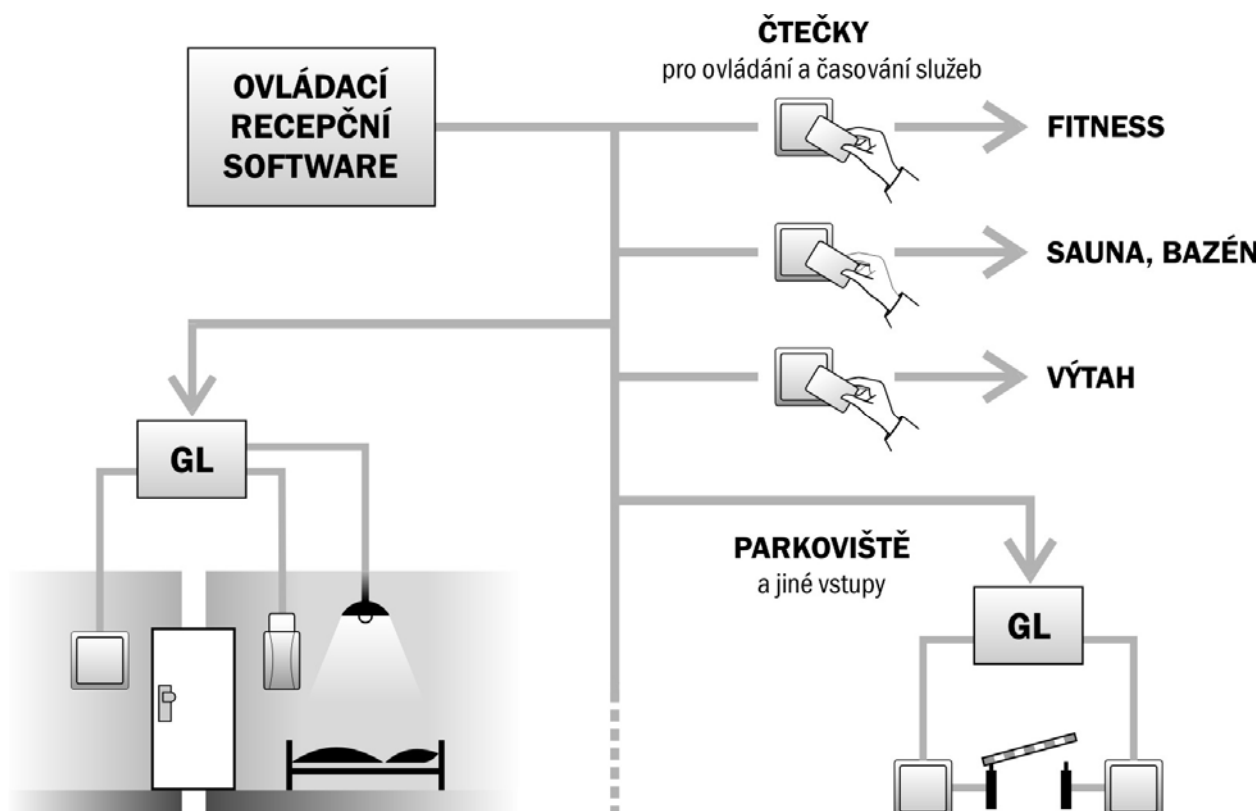 OVLÁDACÍ
RECEPČNÍ
SOFTWARE
ČTEČKY
pro ovládání a časování služeb
FITNESS
SAUNA, BAZÉN
VÝTAH
GL
PARKOVIŠTĚ
a jiné vstupy
GL